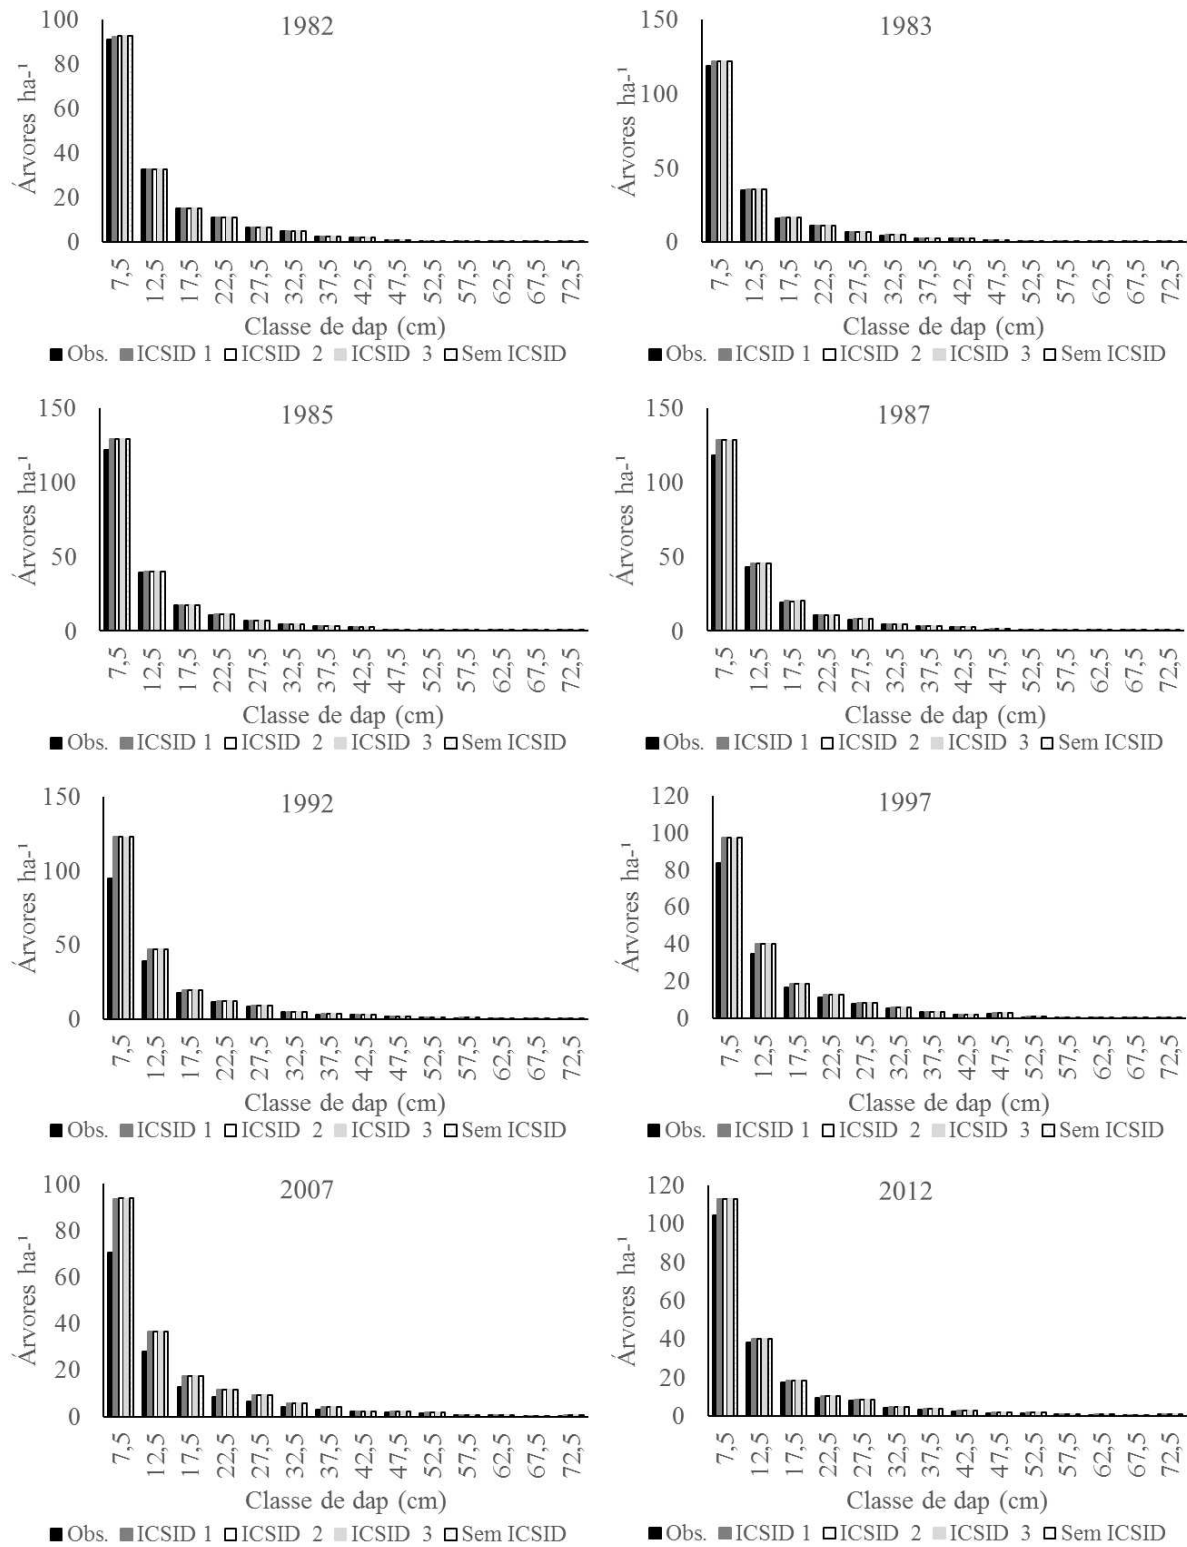 1982
Árvores ha-¹
100
80
60
40
20
0
7,5 12,5 17,5 22,5 27,5 32,5 37,5 42,5 47,5 52,5 57,5 62,5 67,5 72,5
Classe de dap (cm)
Obs. ICSID 1 ICSID 2 ICSID 3 Sem ICSID
1983
Árvores ha-¹
150
100
50
0
7,5 12,5 17,5 22,5 27,5 32,5 37,5 42,5 47,5 52,5 57,5 62,5 67,5 72,5
Classe de dap (cm)
Obs. ICSID 1 ICSID 2 ICSID 3 Sem ICSID
1985
Árvores ha-¹
150
100
50
0
7,5 12,5 17,5 22,5 27,5 32,5 37,5 42,5 47,5 52,5 57,5 62,5 67,5 72,5
Classe de dap (cm)
Obs. ICSID 1 ICSID 2 ICSID 3 Sem ICSID
1987
Árvores ha-¹
150
100
50
0
7,5 12,5 17,5 22,5 27,5 32,5 37,5 42,5 47,5 52,5 57,5 62,5 67,5 72,5
Classe de dap (cm)
Obs. ICSID 1 ICSID 2 ICSID 3 Sem ICSID
1992
Árvores ha-¹
150
100
50
0
7,5 12,5 17,5 22,5 27,5 32,5 37,5 42,5 47,5 52,5 57,5 62,5 67,5 72,5
Classe de dap (cm)
Obs. ICSID 1 ICSID 2 ICSID 3 Sem ICSID
1997
Árvores ha-¹
120
100
80
60
40
20
0
7,5 12,5 17,5 22,5 27,5 32,5 37,5 42,5 47,5 52,5 57,5 62,5 67,5 72,5
Classe de dap (cm)
Obs. ICSID 1 ICSID 2 ICSID 3 Sem ICSID
2007
Árvores ha-¹
100
80
60
40
20
0
7,5 12,5 17,5 22,5 27,5 32,5 37,5 42,5 47,5 52,5 57,5 62,5 67,5 72,5
Classe de dap (cm)
Obs. ICSID 1 ICSID 2 ICSID 3 Sem ICSID
2012
Árvores ha-¹
120
100
80
60
40
20
0
7,5 12,5 17,5 22,5 27,5 32,5 37,5 42,5 47,5 52,5 57,5 62,5 67,5 72,5
Classe de dap (cm)
Obs. ICSID 1 ICSID 2 ICSID 3 Sem ICSID